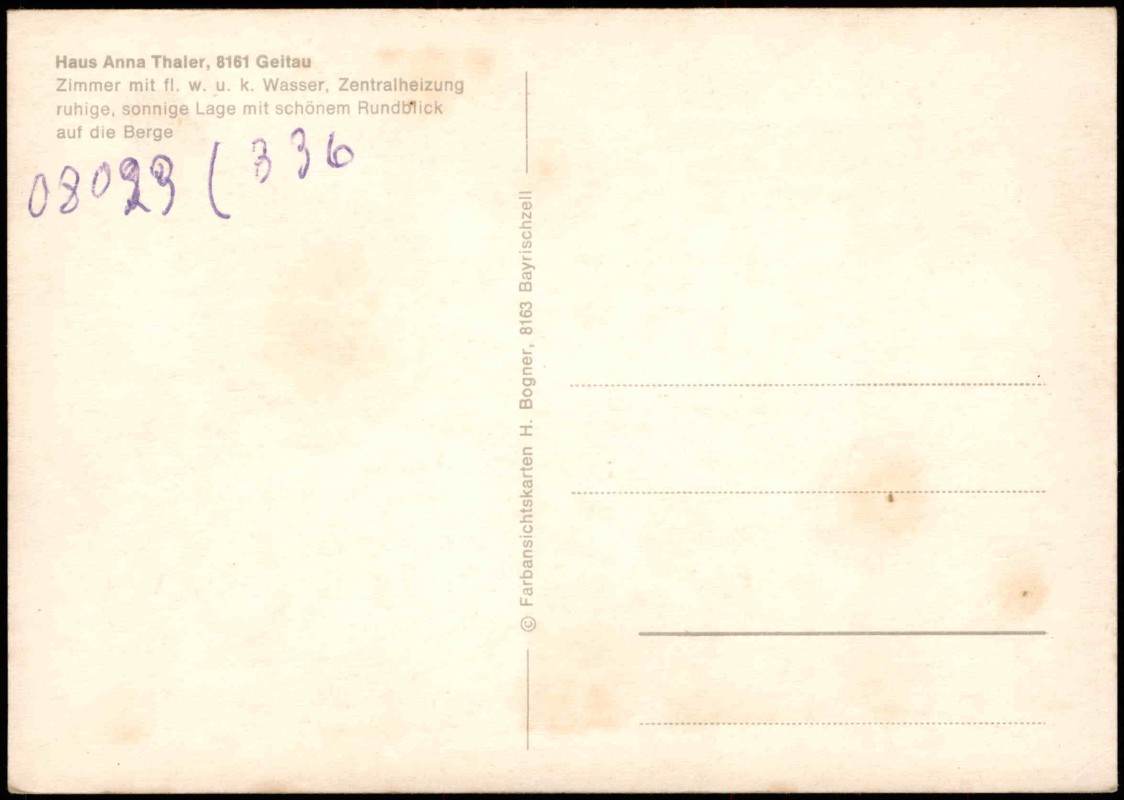 Haus Anna Thaler, 8161 Geitau
Zimmer mit fl. w. u. k. Wasser, Zentralheizung
ruhige, sonnige Lage mit schönem Rundblick
auf die Berge
08023 ( 336
© Farbansichtskarten H. Bogner, 8163 Bayrischzell